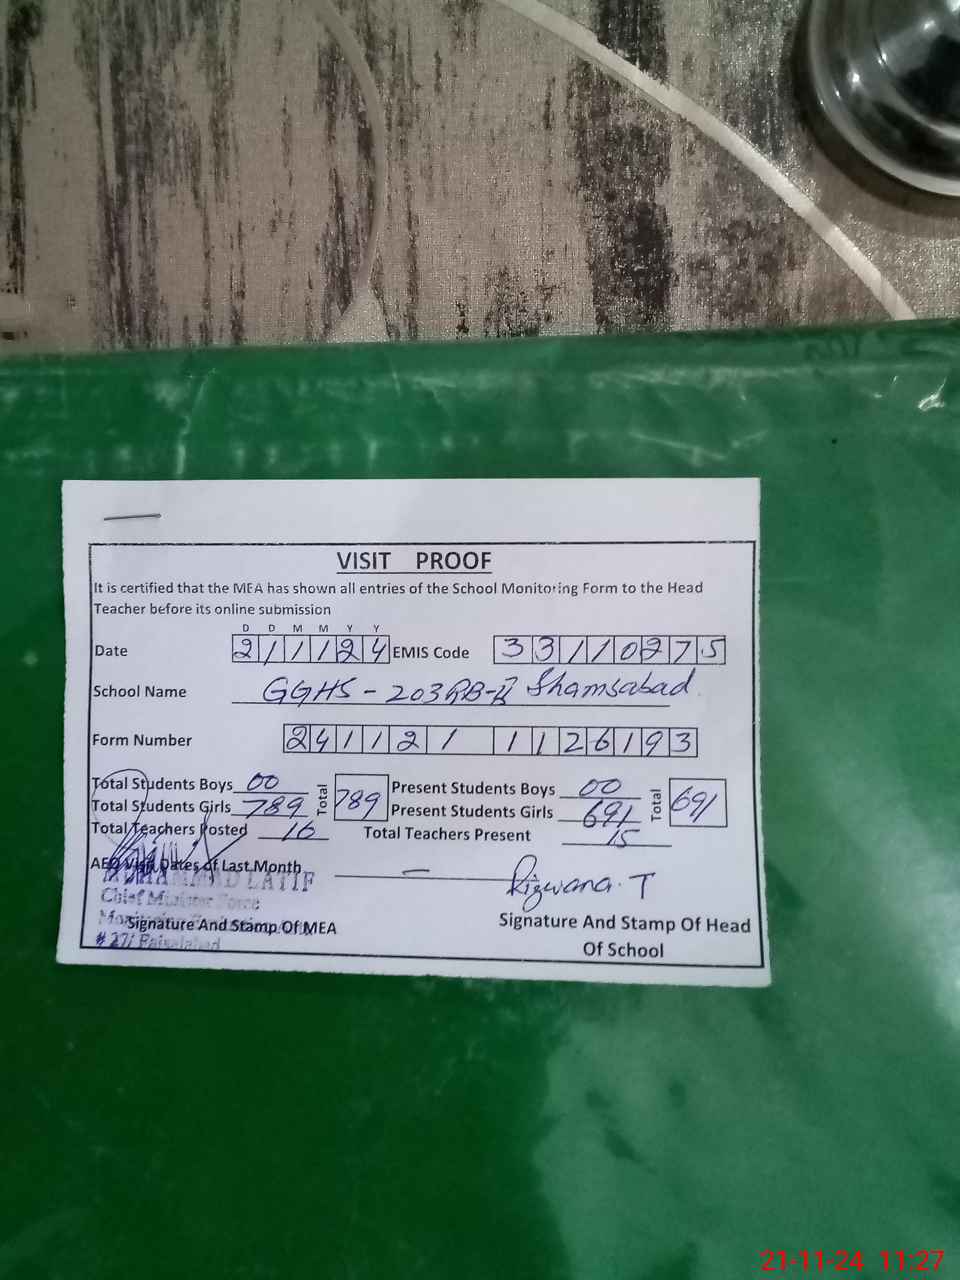 VISIT PROOF
It is certified that the MEA has shown all entries of the School Monitoring Form to the Head
Teacher before its online submission
D D M M Y Y
Date 2 1 1 1 2 4 EMIS Code 3 3 1 1 0 2 7 5
School Name GGHS - 203RB-II Shamsabad
Form Number 2 4 1 1 2 1 1 1 2 6 1 9 3
Total Students Boys 00 Total 789 Present Students Boys 00 Total 691
Total Students Girls 789 Present Students Girls 691
Total Teachers Posted 16 Total Teachers Present 15
AEO Visit Dates of Last Month —
MUHAMMAD LATIF
Rizwana. T
Chief Minister Force
Monitoring
Signature And Stamp Of MEA
Signature And Stamp Of Head
Of School
# 27/ Faisalabad
21-11-24 11:27